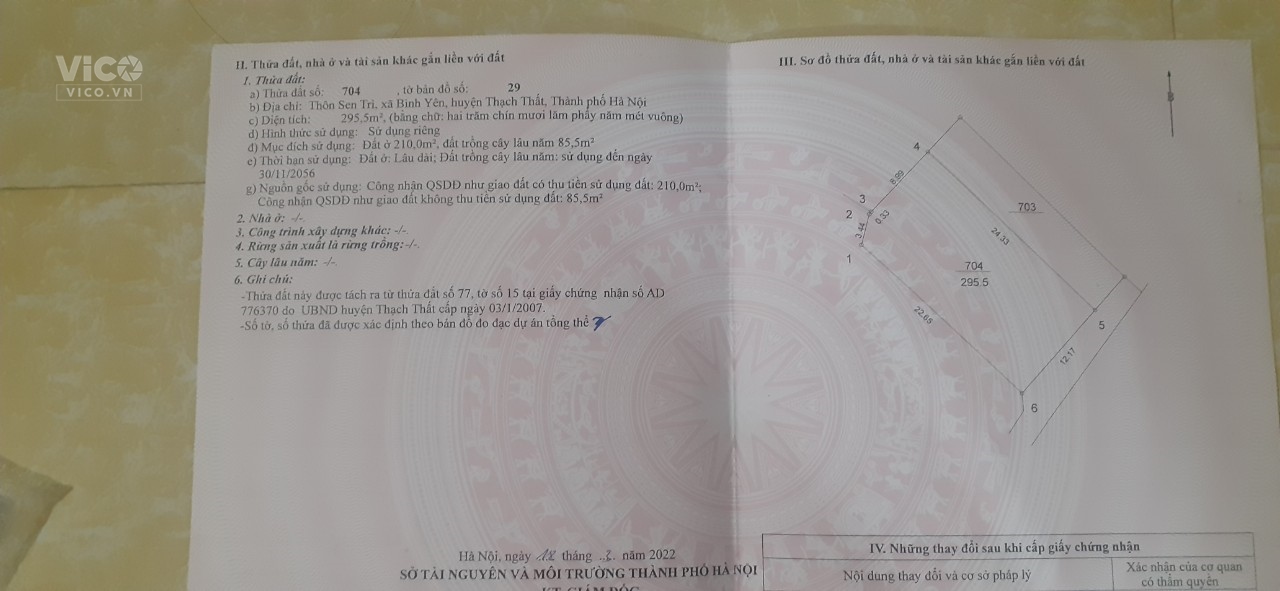 VICO
VICO.VN
II. Thửa đất, nhà ở và tài sản khác gắn liền với đất
1. Thửa đất:
a) Thửa đất số: 704 , tờ bản đồ số: 29
b) Địa chỉ: Thôn Sen Trì, xã Bình Yên, huyện Thạch Thất, Thành phố Hà Nội
c) Diện tích: 295,5m², (bằng chữ: hai trăm chín mươi lăm phẩy năm mét vuông)
d) Hình thức sử dụng: Sử dụng riêng
đ) Mục đích sử dụng: Đất ở 210,0m², đất trồng cây lâu năm 85,5m²
e) Thời hạn sử dụng: Đất ở: Lâu dài; Đất trồng cây lâu năm: sử dụng đến ngày
30/11/2056
g) Nguồn gốc sử dụng: Công nhận QSDĐ như giao đất có thu tiền sử dụng đất: 210,0m²;
Công nhận QSDĐ như giao đất không thu tiền sử dụng đất: 85,5m²
2. Nhà ở: -/-.
3. Công trình xây dựng khác: -/-.
4. Rừng sản xuất là rừng trồng:-/-.
5. Cây lâu năm: -/-.
6. Ghi chú:
-Thửa đất này được tách ra từ thửa đất số 77, tờ số 15 tại giấy chứng nhận số AD
776370 do UBND huyện Thạch Thất cấp ngày 03/1/2007.
-Số tờ, số thửa đã được xác định theo bản đồ đo đạc dự án tổng thể
Hà Nội, ngày 18 tháng 2 năm 2022
SỞ TÀI NGUYÊN VÀ MÔI TRƯỜNG THÀNH PHỐ HÀ NỘI
KT. GIÁM ĐỐC
III. Sơ đồ thửa đất, nhà ở và tài sản khác gắn liền với đất
B
4
8.99
3
2
0.33
3.44
1
703
24.33
704
295.5
22.68
5
12.17
6
IV. Những thay đổi sau khi cấp giấy chứng nhận
Nội dung thay đổi và cơ sở pháp lý
Xác nhận của cơ quan
có thẩm quyền